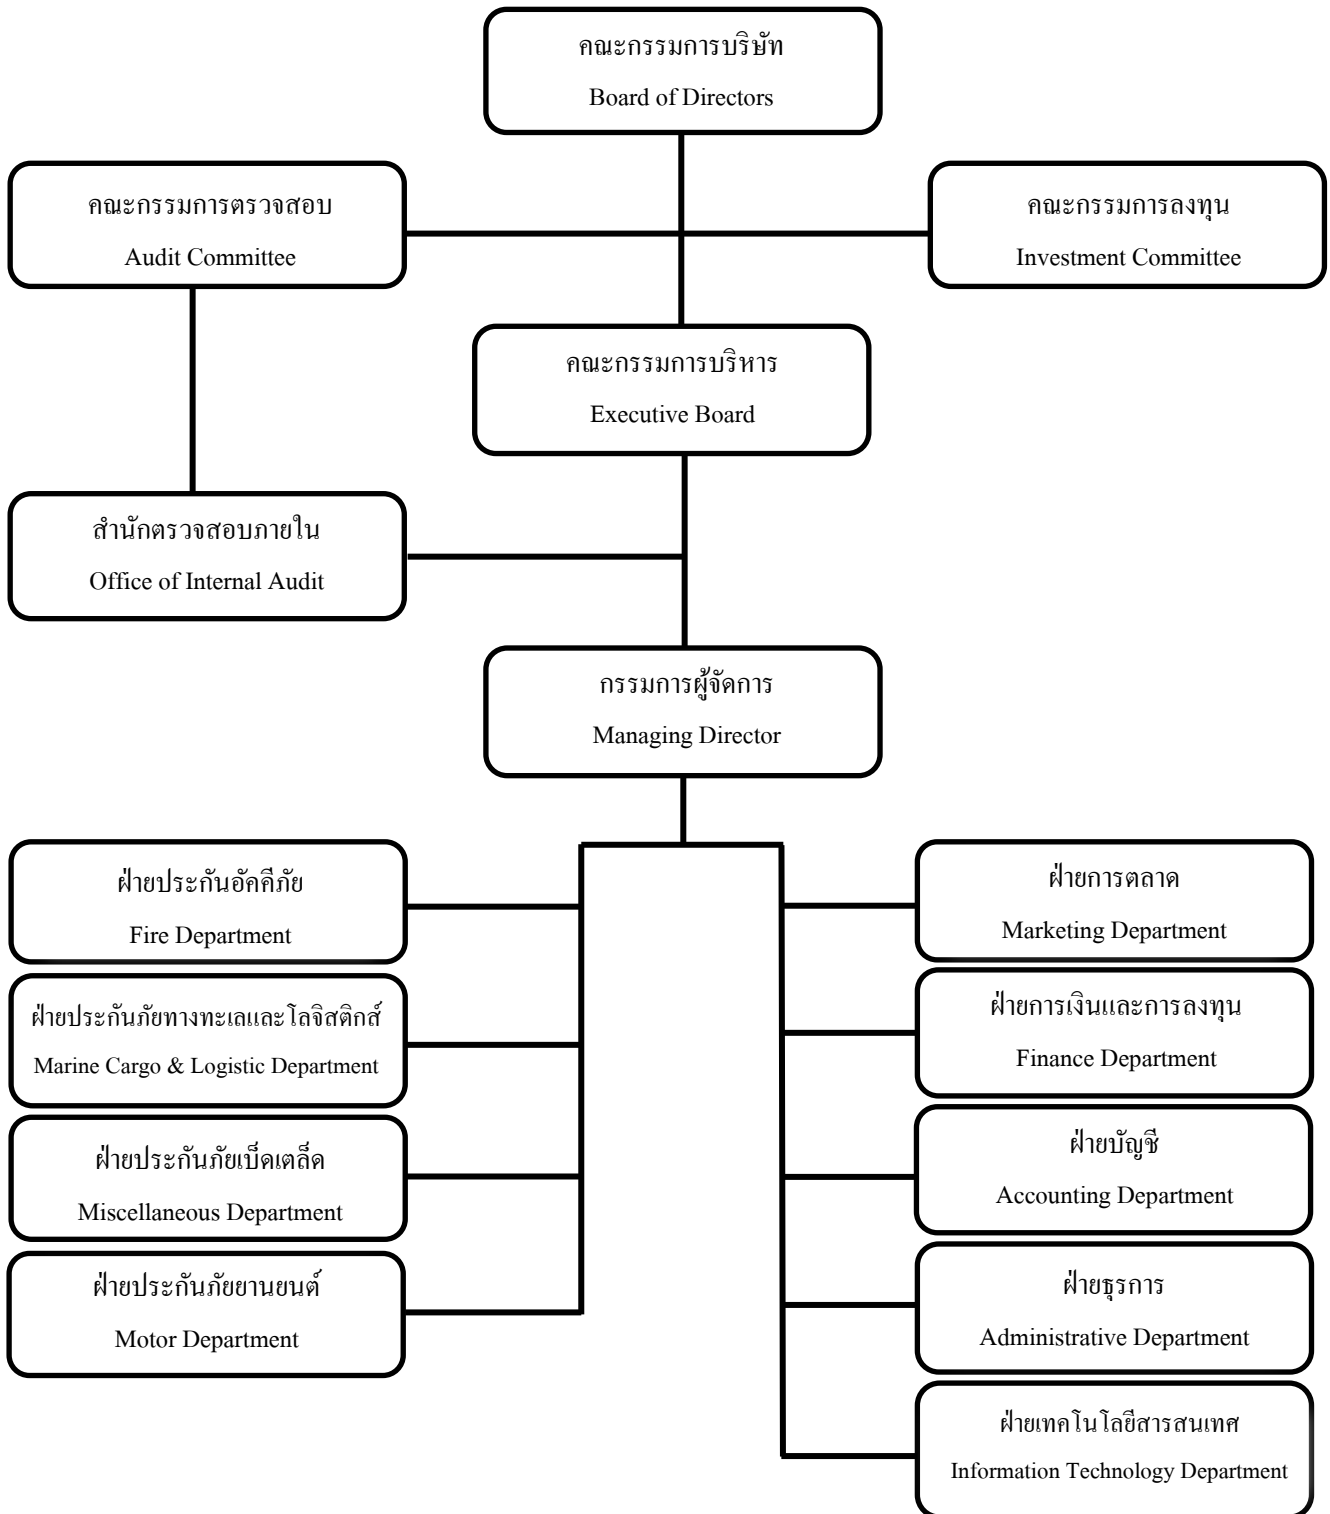 คณะกรรมการบริษัท
Board of Directors
คณะกรรมการตรวจสอบ
Audit Committee
คณะกรรมการลงทุน
Investment Committee
คณะกรรมการบริหาร
Executive Board
สำนักตรวจสอบภายใน
Office of Internal Audit
กรรมการผู้จัดการ
Managing Director
ฝ่ายประกันอัคคีภัย
Fire Department
ฝ่ายประกันภัยทางทะเลและโลจิสติกส์
Marine Cargo & Logistic Department
ฝ่ายประกันภัยเบ็ดเตล็ด
Miscellaneous Department
ฝ่ายประกันภัยยานยนต์
Motor Department
ฝ่ายการตลาด
Marketing Department
ฝ่ายการเงินและการลงทุน
Finance Department
ฝ่ายบัญชี
Accounting Department
ฝ่ายธุรการ
Administrative Department
ฝ่ายเทคโนโลยีสารสนเทศ
Information Technology Department